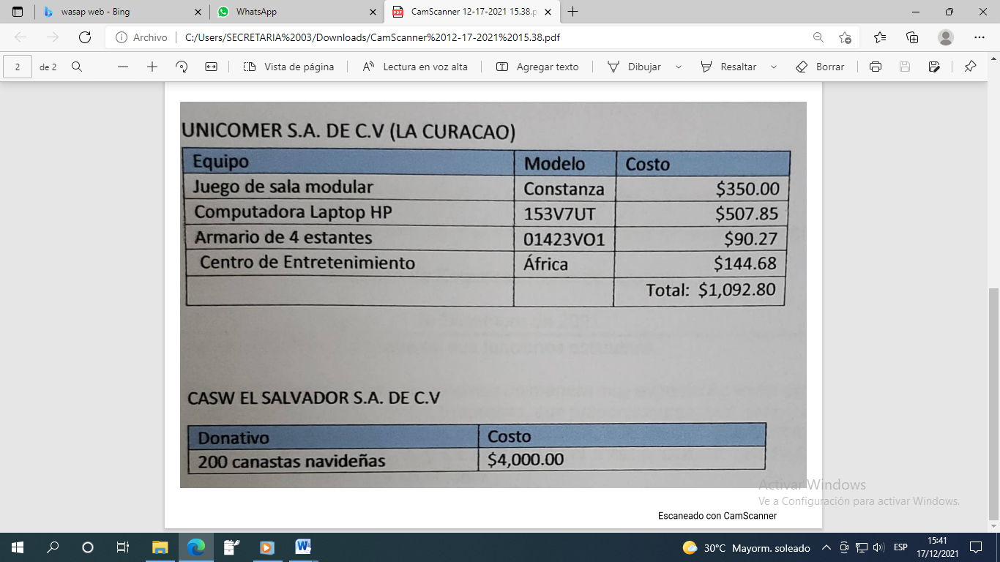 wasap web - Bing
WhatsApp
CamScanner 12-17-2021 15.38.p
Archivo C:/Users/SECRETARIA%2003/Downloads/CamScanner%2012-17-2021%2015.38.pdf
2 de 2 Vista de página Lectura en voz alta Agregar texto Dibujar Resaltar Borrar
UNICOMER S.A. DE C.V (LA CURACAO)
Equipo Modelo Costo
Juego de sala modular Constanza $350.00
Computadora Laptop HP 153V7UT $507.85
Armario de 4 estantes 01423VO1 $90.27
Centro de Entretenimiento África $144.68
Total: $1,092.80
CASW EL SALVADOR S.A. DE C.V
Donativo Costo
200 canastas navideñas $4,000.00
Activar Windows
Ve a Configuración para activar Windows.
Escaneado con CamScanner
30°C Mayorm. soleado ESP 15:41
17/12/2021